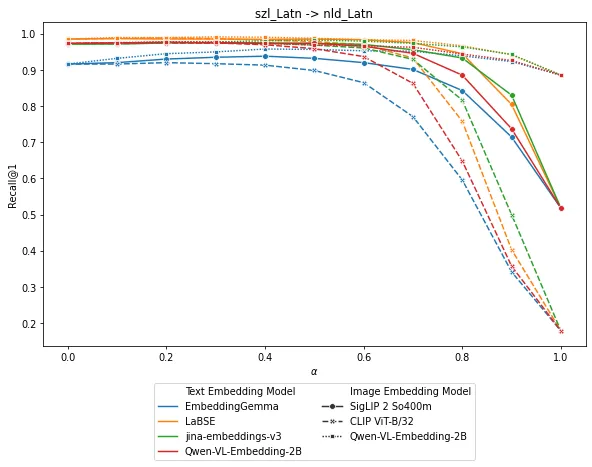 szl_Latn -> nld_Latn
Recall@1
1.0
0.9
0.8
0.7
0.6
0.5
0.4
0.3
0.2
0.0 0.2 0.4 0.6 0.8 1.0
α
Text Embedding Model Image Embedding Model
EmbeddingGemma SigLIP 2 So400m
LaBSE CLIP ViT-B/32
jina-embeddings-v3 Qwen-VL-Embedding-2B
Qwen-VL-Embedding-2B